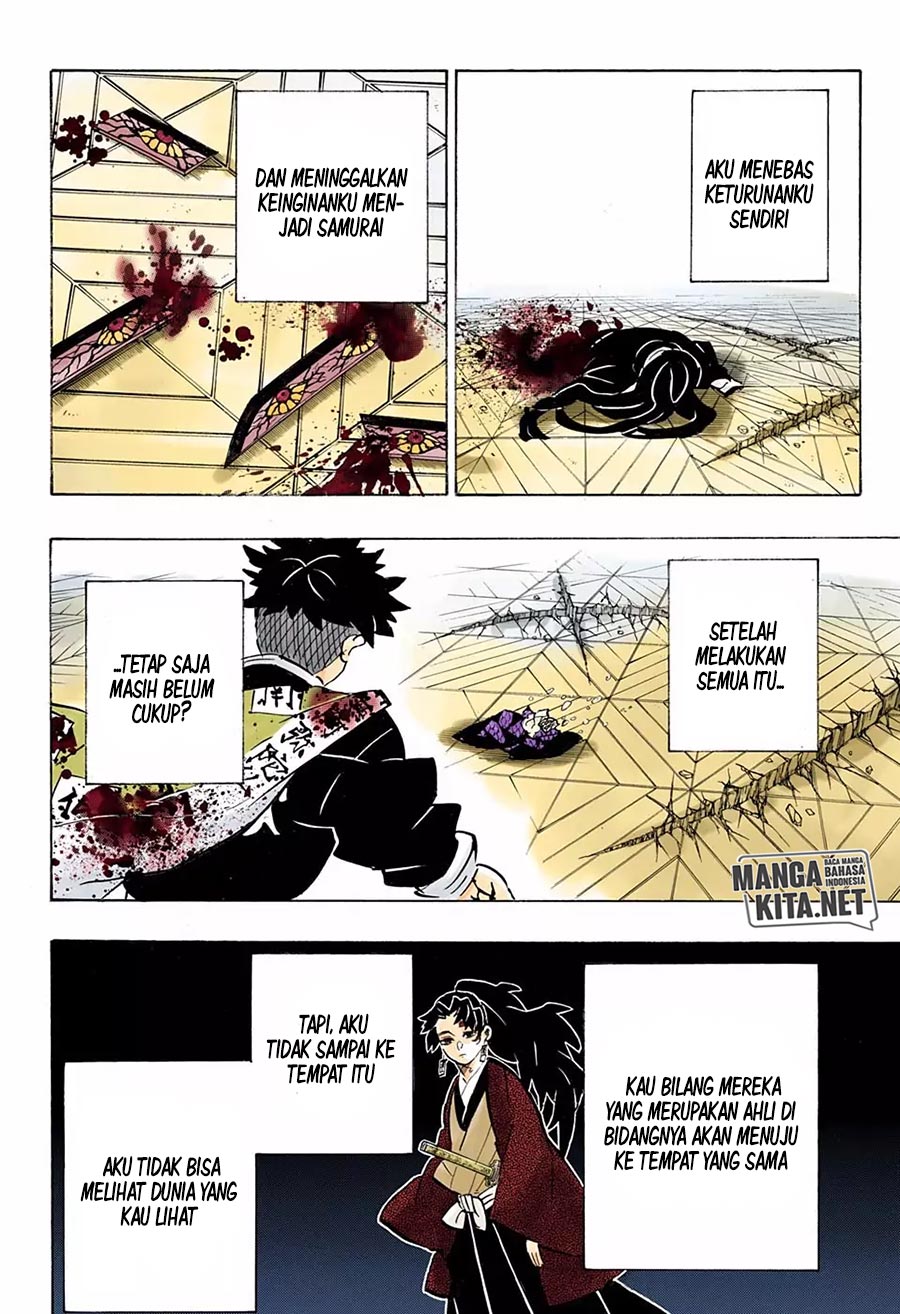 AKU MENEBAS
KETURUNANKU
SENDIRI
DAN MENINGGALKAN
KEINGINANKU MEN-
JADI SAMURAI
SETELAH
MELAKUKAN
SEMUA ITU...
...TETAP SAJA
MASIH BELUM
CUKUP?
MANGA
BACA MANGA
BAHASA
INDONESIA
KITA.NET
KAU BILANG MEREKA
YANG MERUPAKAN AHLI DI
BIDANGNYA AKAN MENUJU
KE TEMPAT YANG SAMA
TAPI, AKU
TIDAK SAMPAI KE
TEMPAT ITU
AKU TIDAK BISA
MELIHAT DUNIA YANG
KAU LIHAT